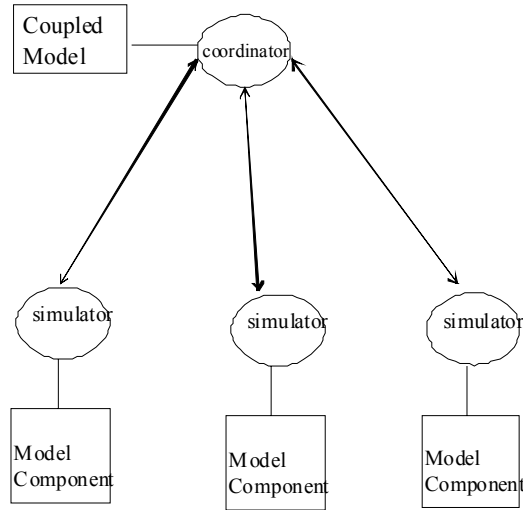 Coupled
Model
coordinator
simulator
simulator
simulator
Model
Component
Model
Component
Model
Component